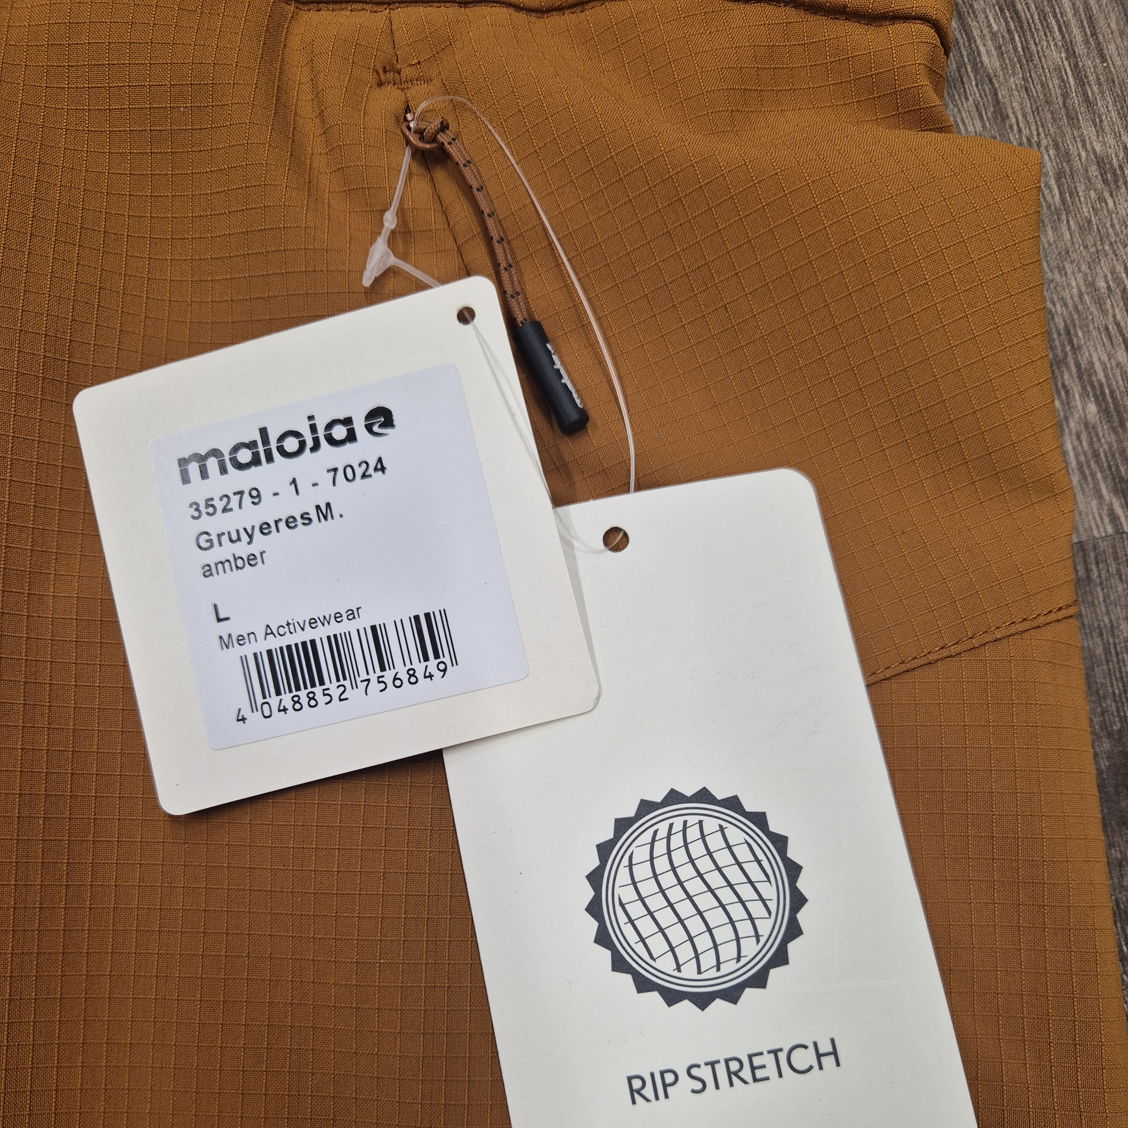 maloja
35279 - 1 - 7024
GruyeresM.
amber
L
Men Activewear
4 048852 756849
RIP STRETCH